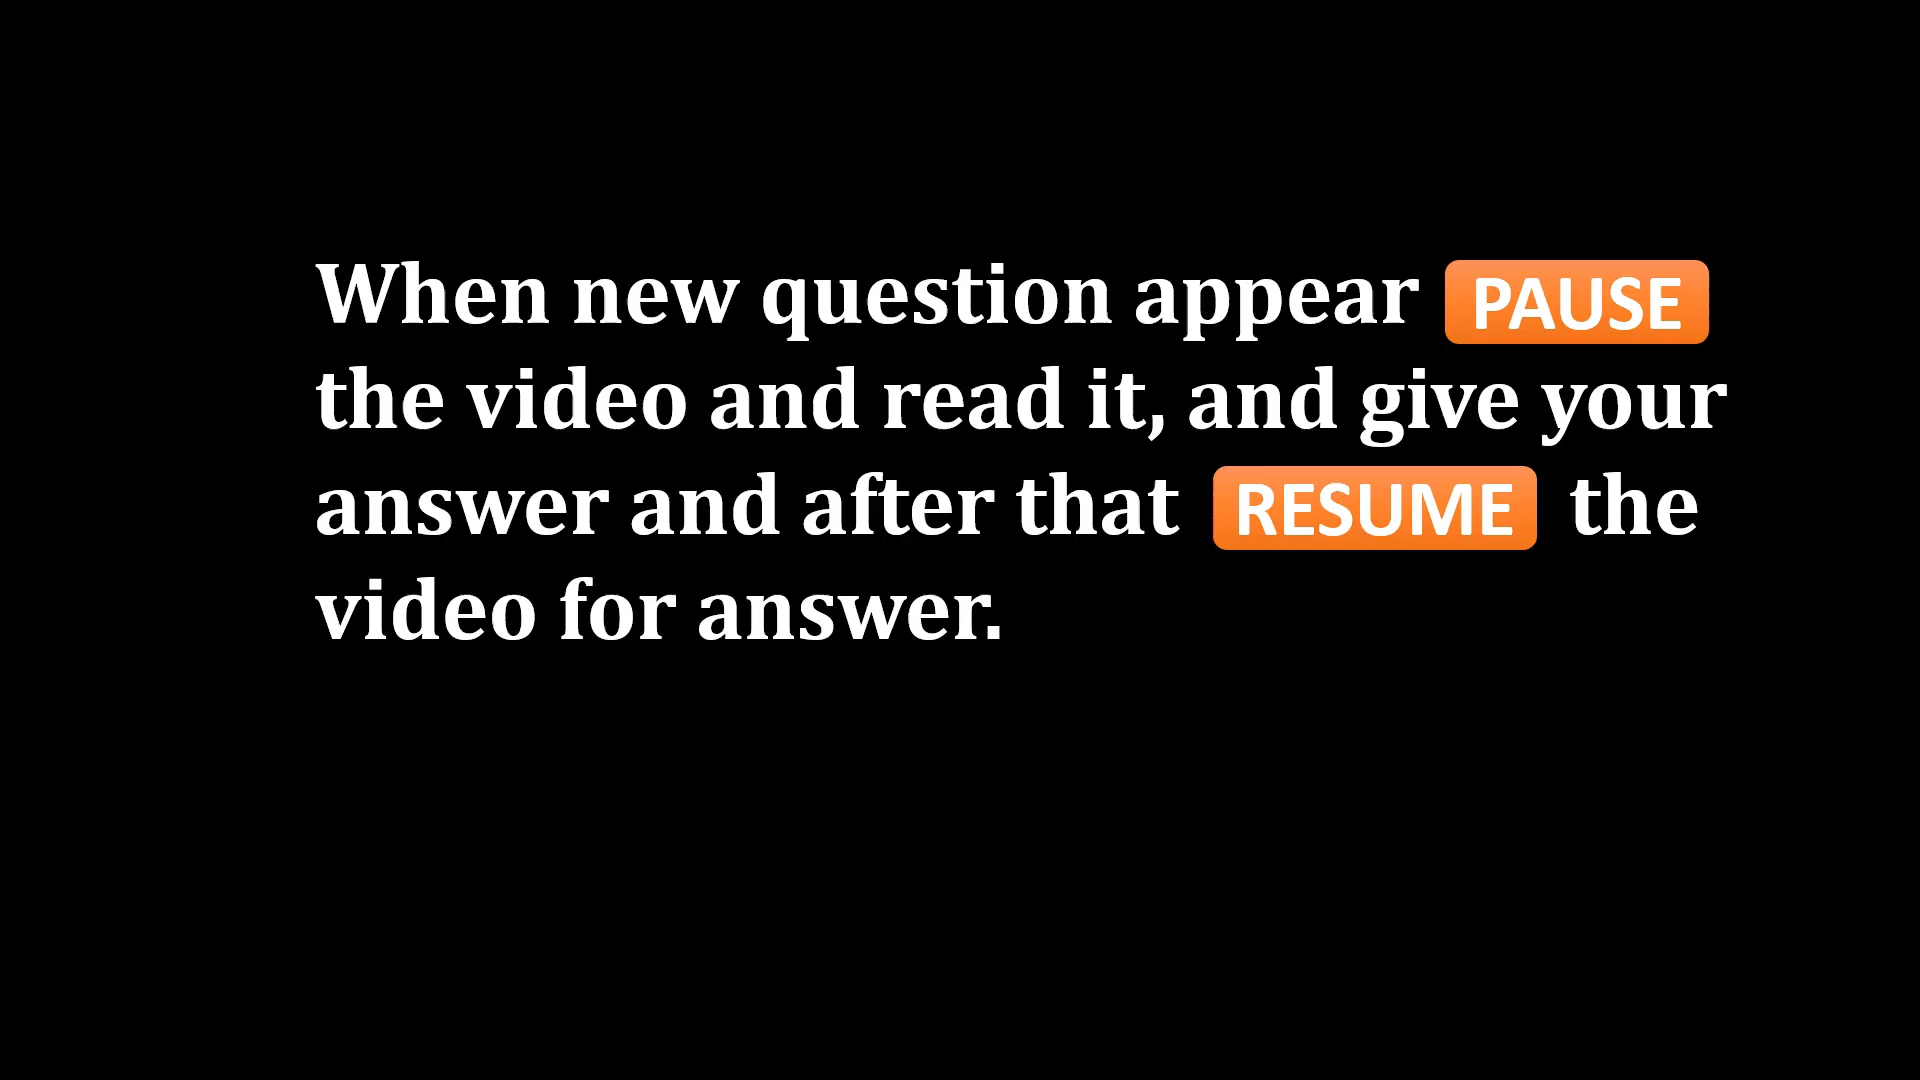 When new question appear PAUSE
the video and read it, and give your
answer and after that RESUME the
video for answer.